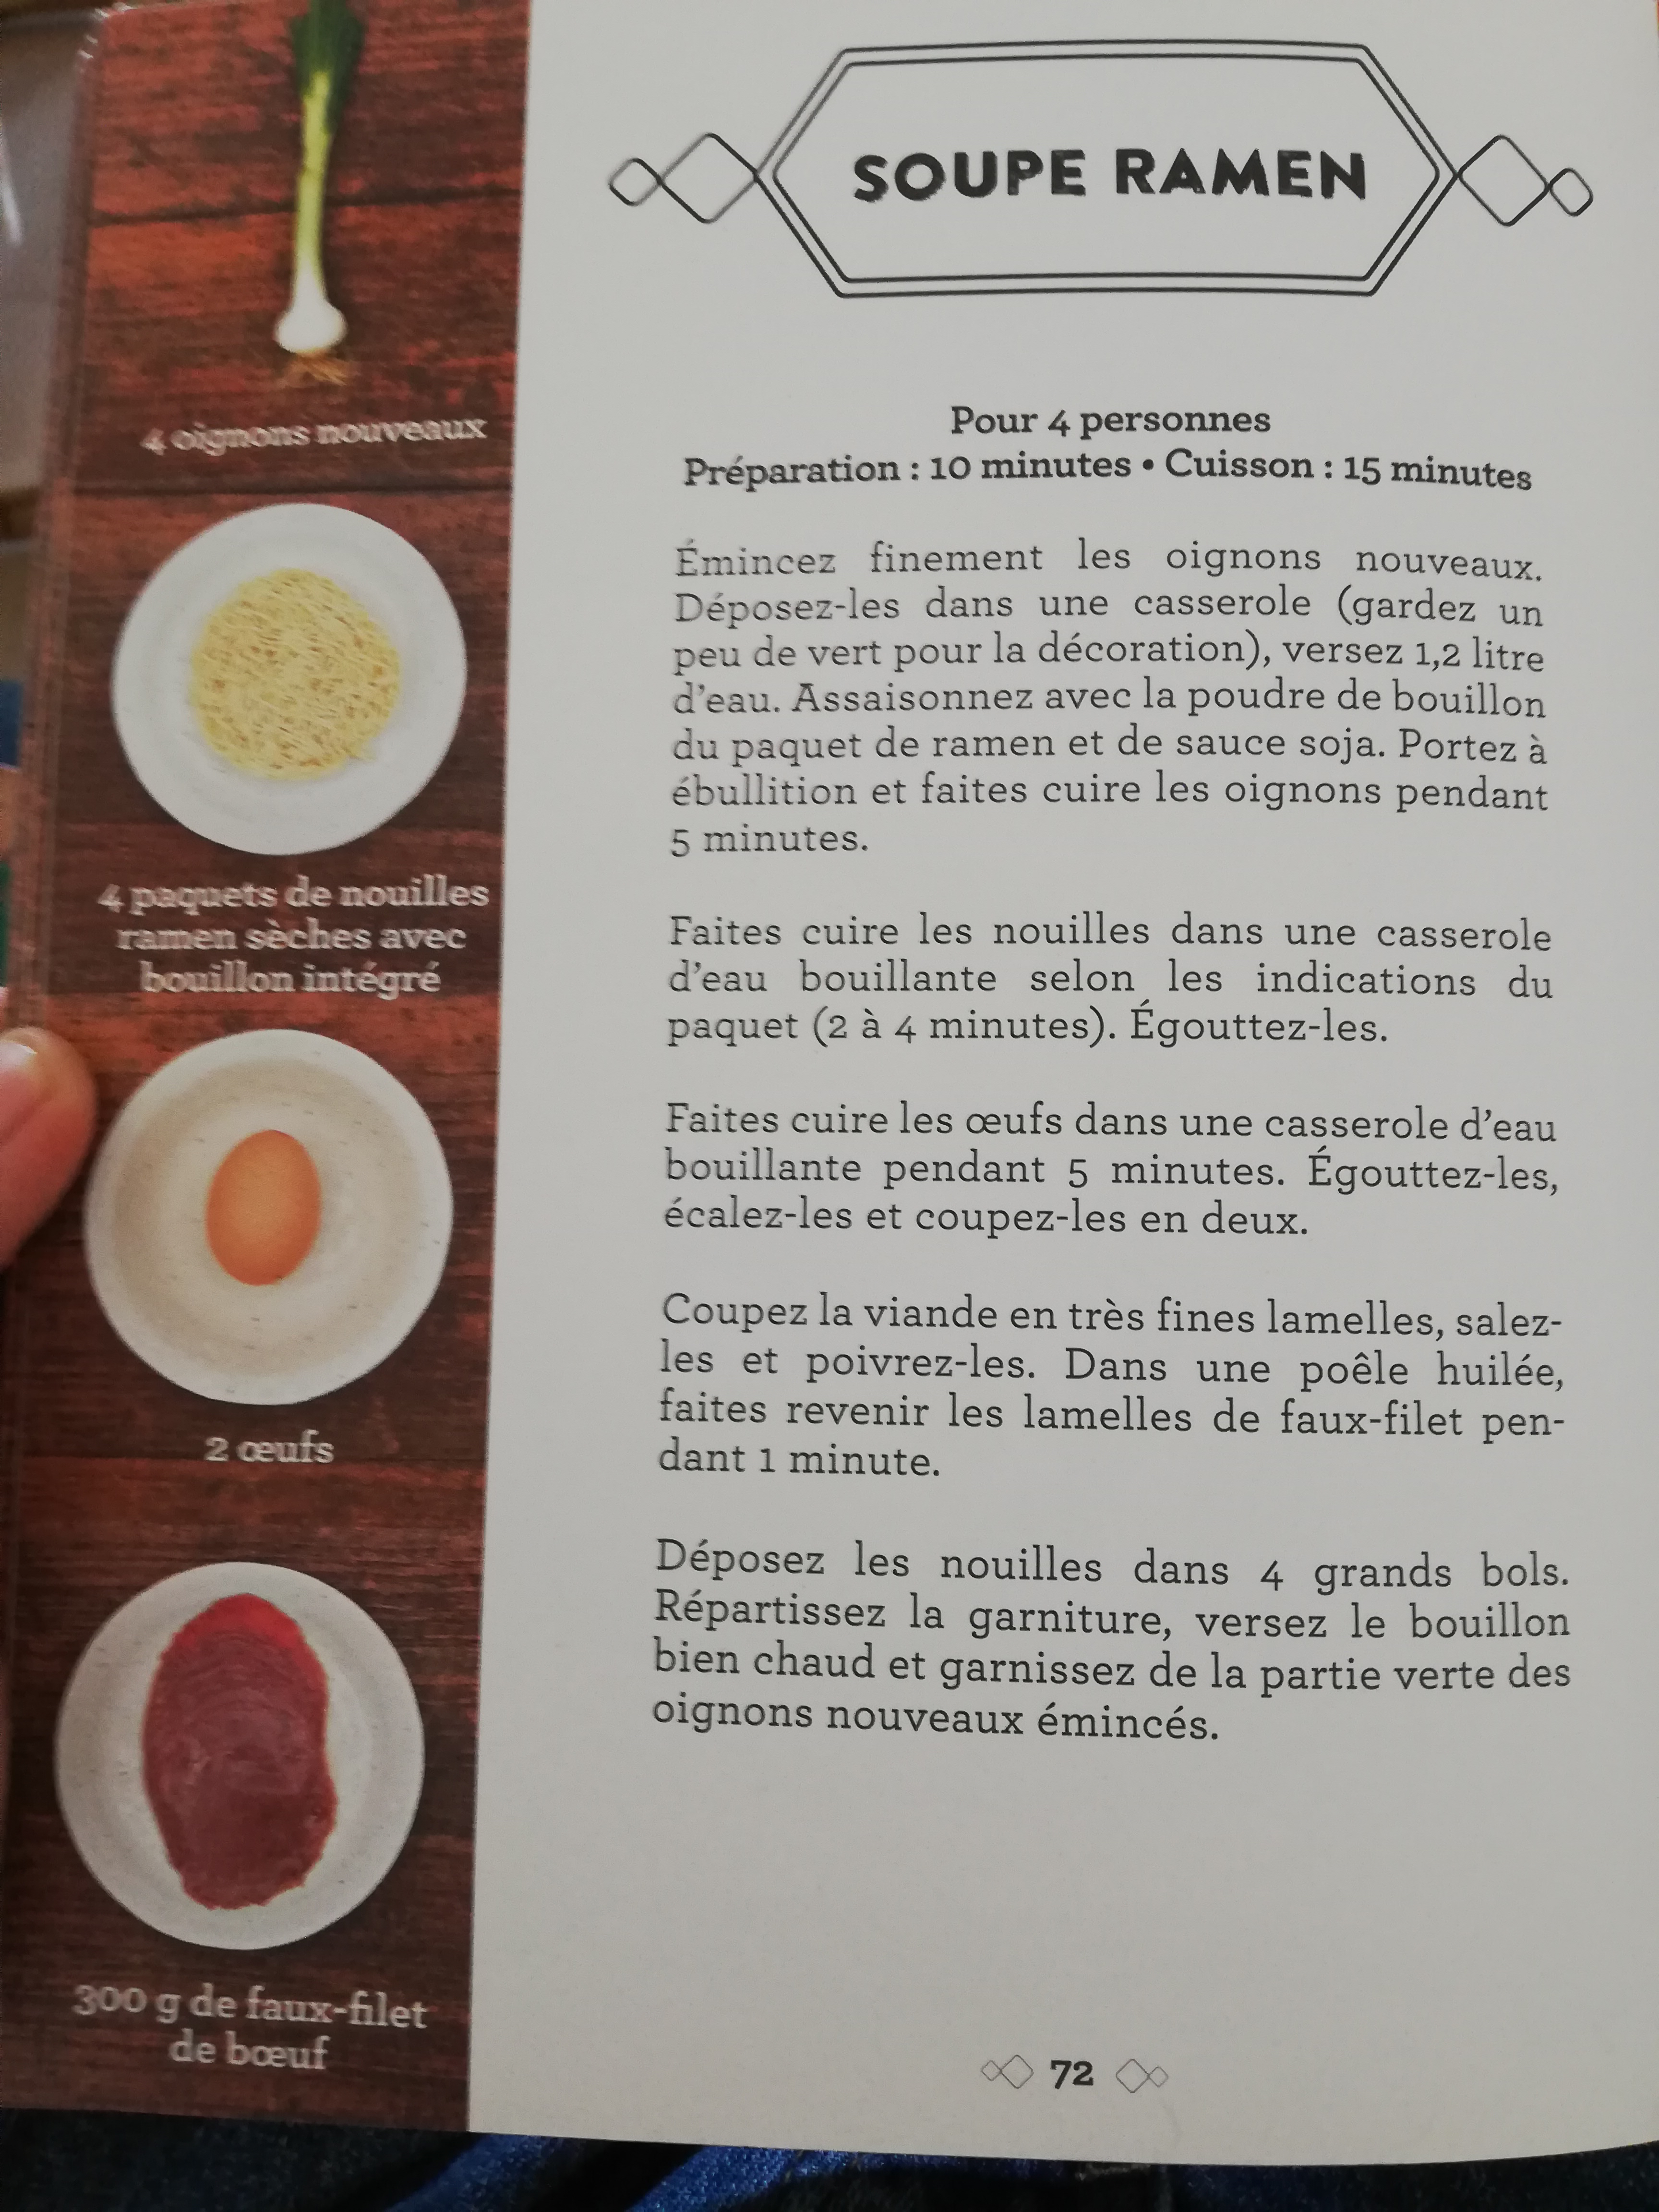 SOUPE RAMEN
Pour 4 personnes
Préparation : 10 minutes • Cuisson : 15 minutes
4 oignons nouveaux
4 paquets de nouilles
ramen sèches avec
bouillon intégré
2 œufs
300 g de faux-filet
de bœuf
Émincez finement les oignons nouveaux.
Déposez-les dans une casserole (gardez un
peu de vert pour la décoration), versez 1,2 litre
d'eau. Assaisonnez avec la poudre de bouillon
du paquet de ramen et de sauce soja. Portez à
ébullition et faites cuire les oignons pendant
5 minutes.
Faites cuire les nouilles dans une casserole
d'eau bouillante selon les indications du
paquet (2 à 4 minutes). Égouttez-les.
Faites cuire les œufs dans une casserole d'eau
bouillante pendant 5 minutes. Égouttez-les,
écalez-les et coupez-les en deux.
Coupez la viande en très fines lamelles, salez-
les et poivrez-les. Dans une poêle huilée,
faites revenir les lamelles de faux-filet pen-
dant 1 minute.
Déposez les nouilles dans 4 grands bols.
Répartissez la garniture, versez le bouillon
bien chaud et garnissez de la partie verte des
oignons nouveaux émincés.
72